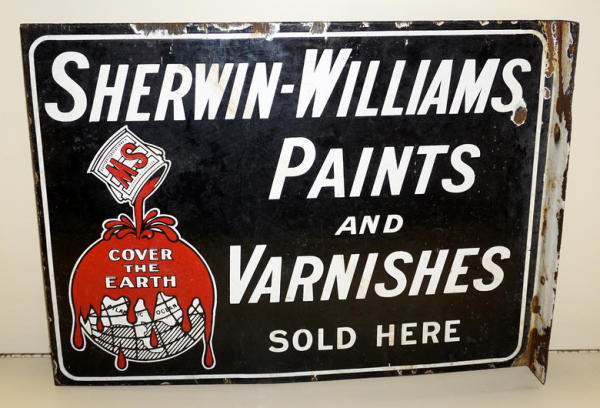 SHERWIN-WILLIAMS
PAINTS
AND
VARNISHES
SOLD HERE
SW
COVER
THE
EARTH